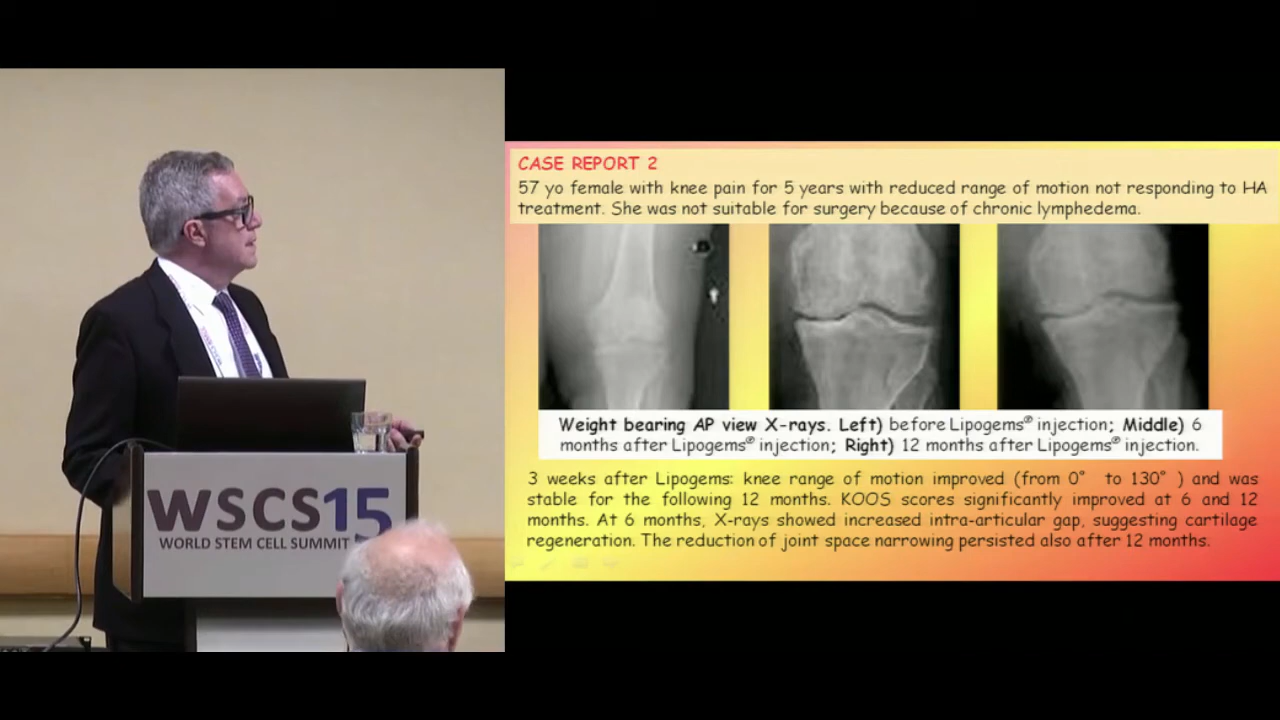 CASE REPORT 2
57 yo female with knee pain for 5 years with reduced range of motion not responding to HA
treatment. She was not suitable for surgery because of chronic lymphedema.
Weight bearing AP view X-rays. Left) before Lipogems® injection; Middle) 6
months after Lipogems® injection; Right) 12 months after Lipogems® injection.
3 weeks after Lipogems: knee range of motion improved (from 0° to 130° ) and was
stable for the following 12 months. KOOS scores significantly improved at 6 and 12
months. At 6 months, X-rays showed increased intra-articular gap, suggesting cartilage
regeneration. The reduction of joint space narrowing persisted also after 12 months.
WSCS15
WORLD STEM CELL SUMMIT